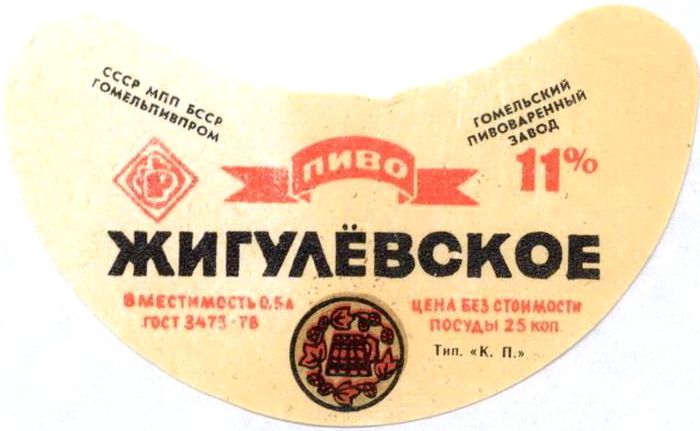 СССР МПП БССР
ГОМЕЛЬПИВПРОМ
ГОМЕЛЬСКИЙ
ПИВОВАРЕННЫЙ
ЗАВОД
ПИВО
11%
ЖИГУЛЁВСКОЕ
ВМЕСТИМОСТЬ 0,5л
ГОСТ 3473-78
ЦЕНА БЕЗ СТОИМОСТИ
ПОСУДЫ 25 КОП
Тип. «К. П.»